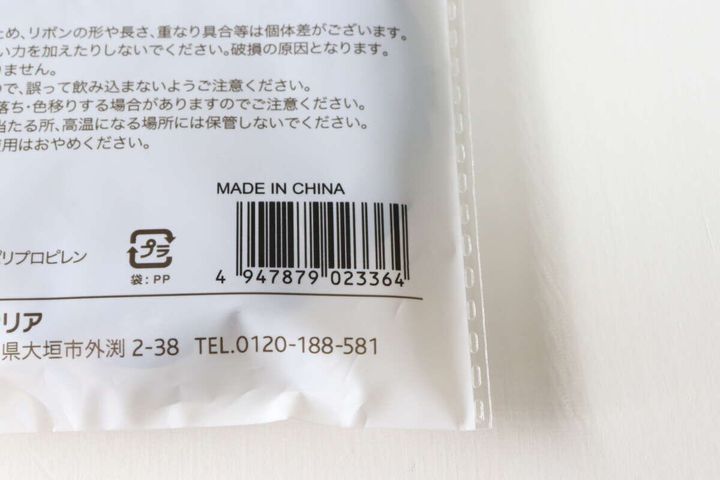 ため、リボンの形や長さ、重なり具合等は個体差がございます。
い力を加えたりしないでください。破損の原因となります。
りません。
ので、誤って飲み込まないようご注意ください。
落ち・色移りする場合がありますのでご注意ください。
当たる所、高温になる場所には保管しないでください。
使用はおやめください。
MADE IN CHINA
4 947879 023364
プラ
袋:PP
ポリプロピレン
セリア
県大垣市外渕 2-38 TEL.0120-188-581